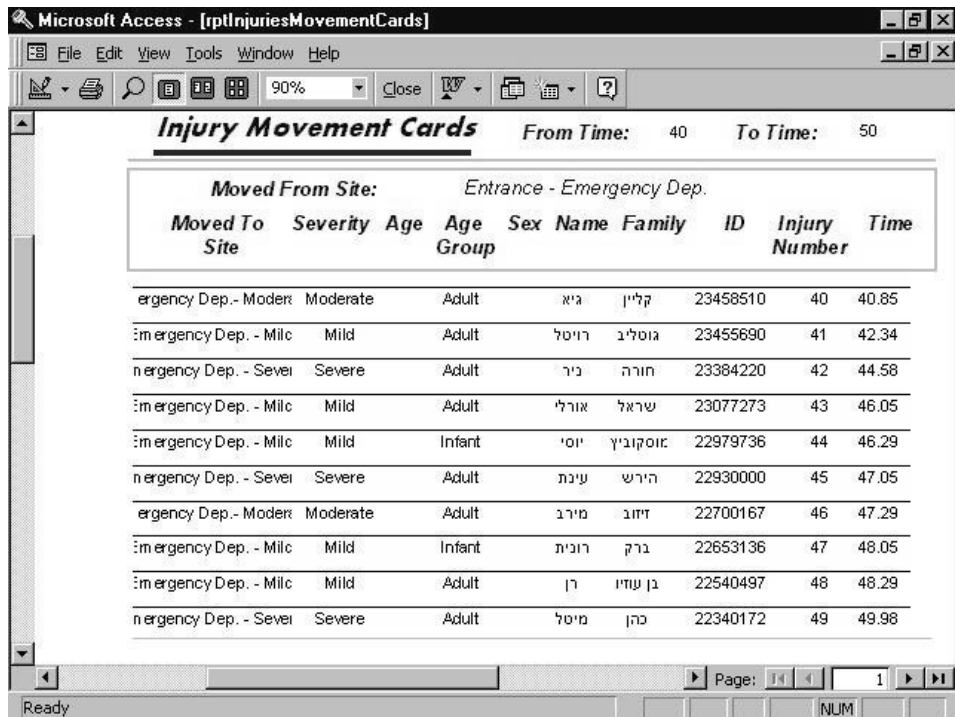 Microsoft Access - [rptInjuriesMovementCards]
File Edit View Tools Window Help
90% Close
Injury Movement Cards From Time: 40 To Time: 50
Moved From Site: Entrance - Emergency Dep.
Moved To Site Severity Age Age Group Sex Name Family ID Injury Number Time
ergency Dep.- Modera Moderate Adult גיא קליין 23458510 40 40.85
Emergency Dep. - Milc Mild Adult רויטל גוטליב 23455690 41 42.34
nergency Dep. - Sever Severe Adult ניר חורה 23384220 42 44.58
Emergency Dep. - Milc Mild Adult אורלי שראל 23077273 43 46.05
Emergency Dep. - Milc Mild Infant יוסי מוסקוביץ 22979736 44 46.29
nergency Dep. - Sever Severe Adult עינת הירש 22930000 45 47.05
ergency Dep.- Modera Moderate Adult מירב זיזוב 22700167 46 47.29
Emergency Dep. - Milc Mild Infant רונית ברק 22653136 47 48.05
Emergency Dep. - Milc Mild Adult רן בן 22540497 48 48.29
nergency Dep. - Sever Severe Adult מיטל כהן 22340172 49 49.98
Page: 1
Ready NUM